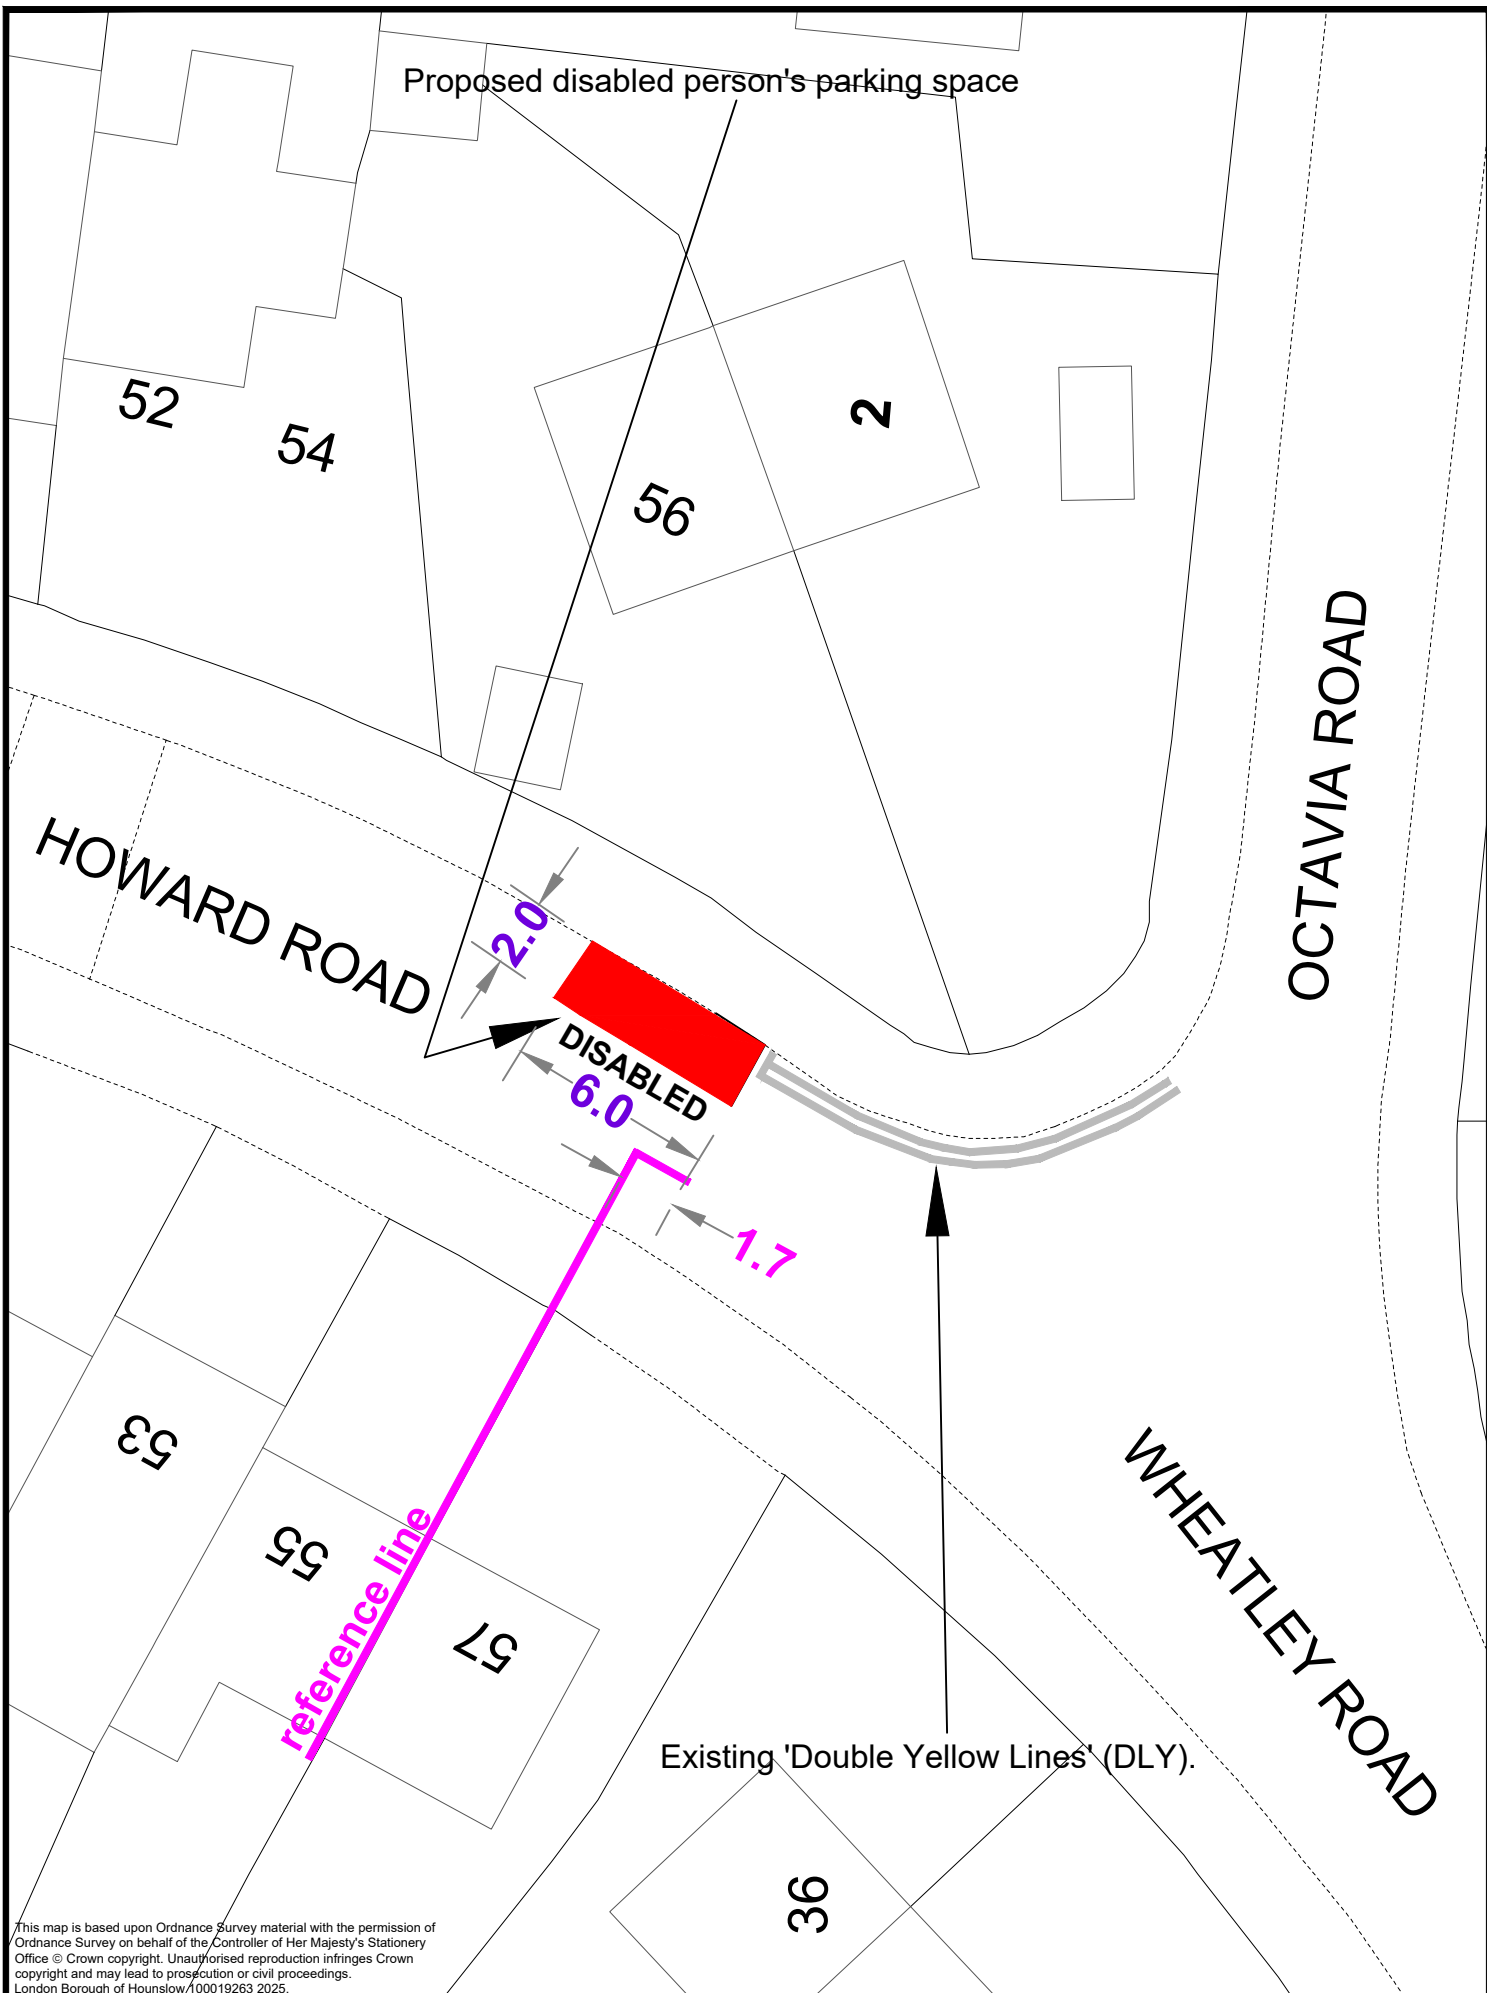 Proposed disabled person's parking space
52
54
56
2
OCTAVIA ROAD
HOWARD ROAD
2.0
DISABLED
6.0
1.7
53
55
57
reference line
WHEATLEY ROAD
Existing 'Double Yellow Lines' (DLY).
36
This map is based upon Ordnance Survey material with the permission of
Ordnance Survey on behalf of the Controller of Her Majesty's Stationery
Office © Crown copyright. Unauthorised reproduction infringes Crown
copyright and may lead to prosecution or civil proceedings.
London Borough of Hounslow 100019263 2025.